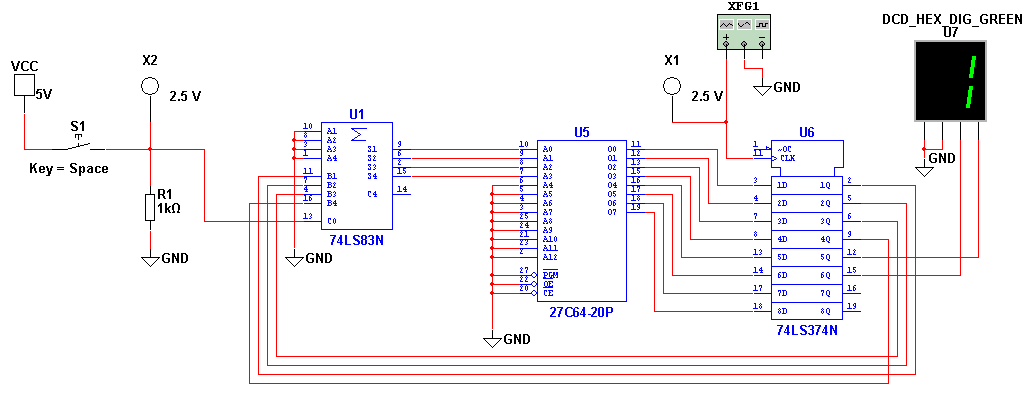 XFG1
DCD_HEX_DIG_GREEN
U7
VCC
5V
X2
2.5 V
X1
2.5 V
GND
GND
S1
Key = Space
R1
1kΩ
GND
U1
10 A1
8 A2
3 A3
1 A4
11 B1
7 B2
4 B3
16 B4
13 C0
S1 9
S2 6
S3 2
S4 15
C4 14
74LS83N
GND
U5
10 A0
9 A1
8 A2
7 A3
6 A4
5 A5
4 A6
3 A7
25 A8
24 A9
21 A10
23 A11
2 A12
27 PGM
22 OE
20 CE
O0 11
O1 12
O2 13
O3 15
O4 16
O5 17
O6 18
O7 19
27C64-20P
GND
U6
1 ~OC
11 CLK
3 1D 1Q 2
4 2D 2Q 5
7 3D 3Q 6
8 4D 4Q 9
13 5D 5Q 12
14 6D 6Q 15
17 7D 7Q 16
18 8D 8Q 19
74LS374N